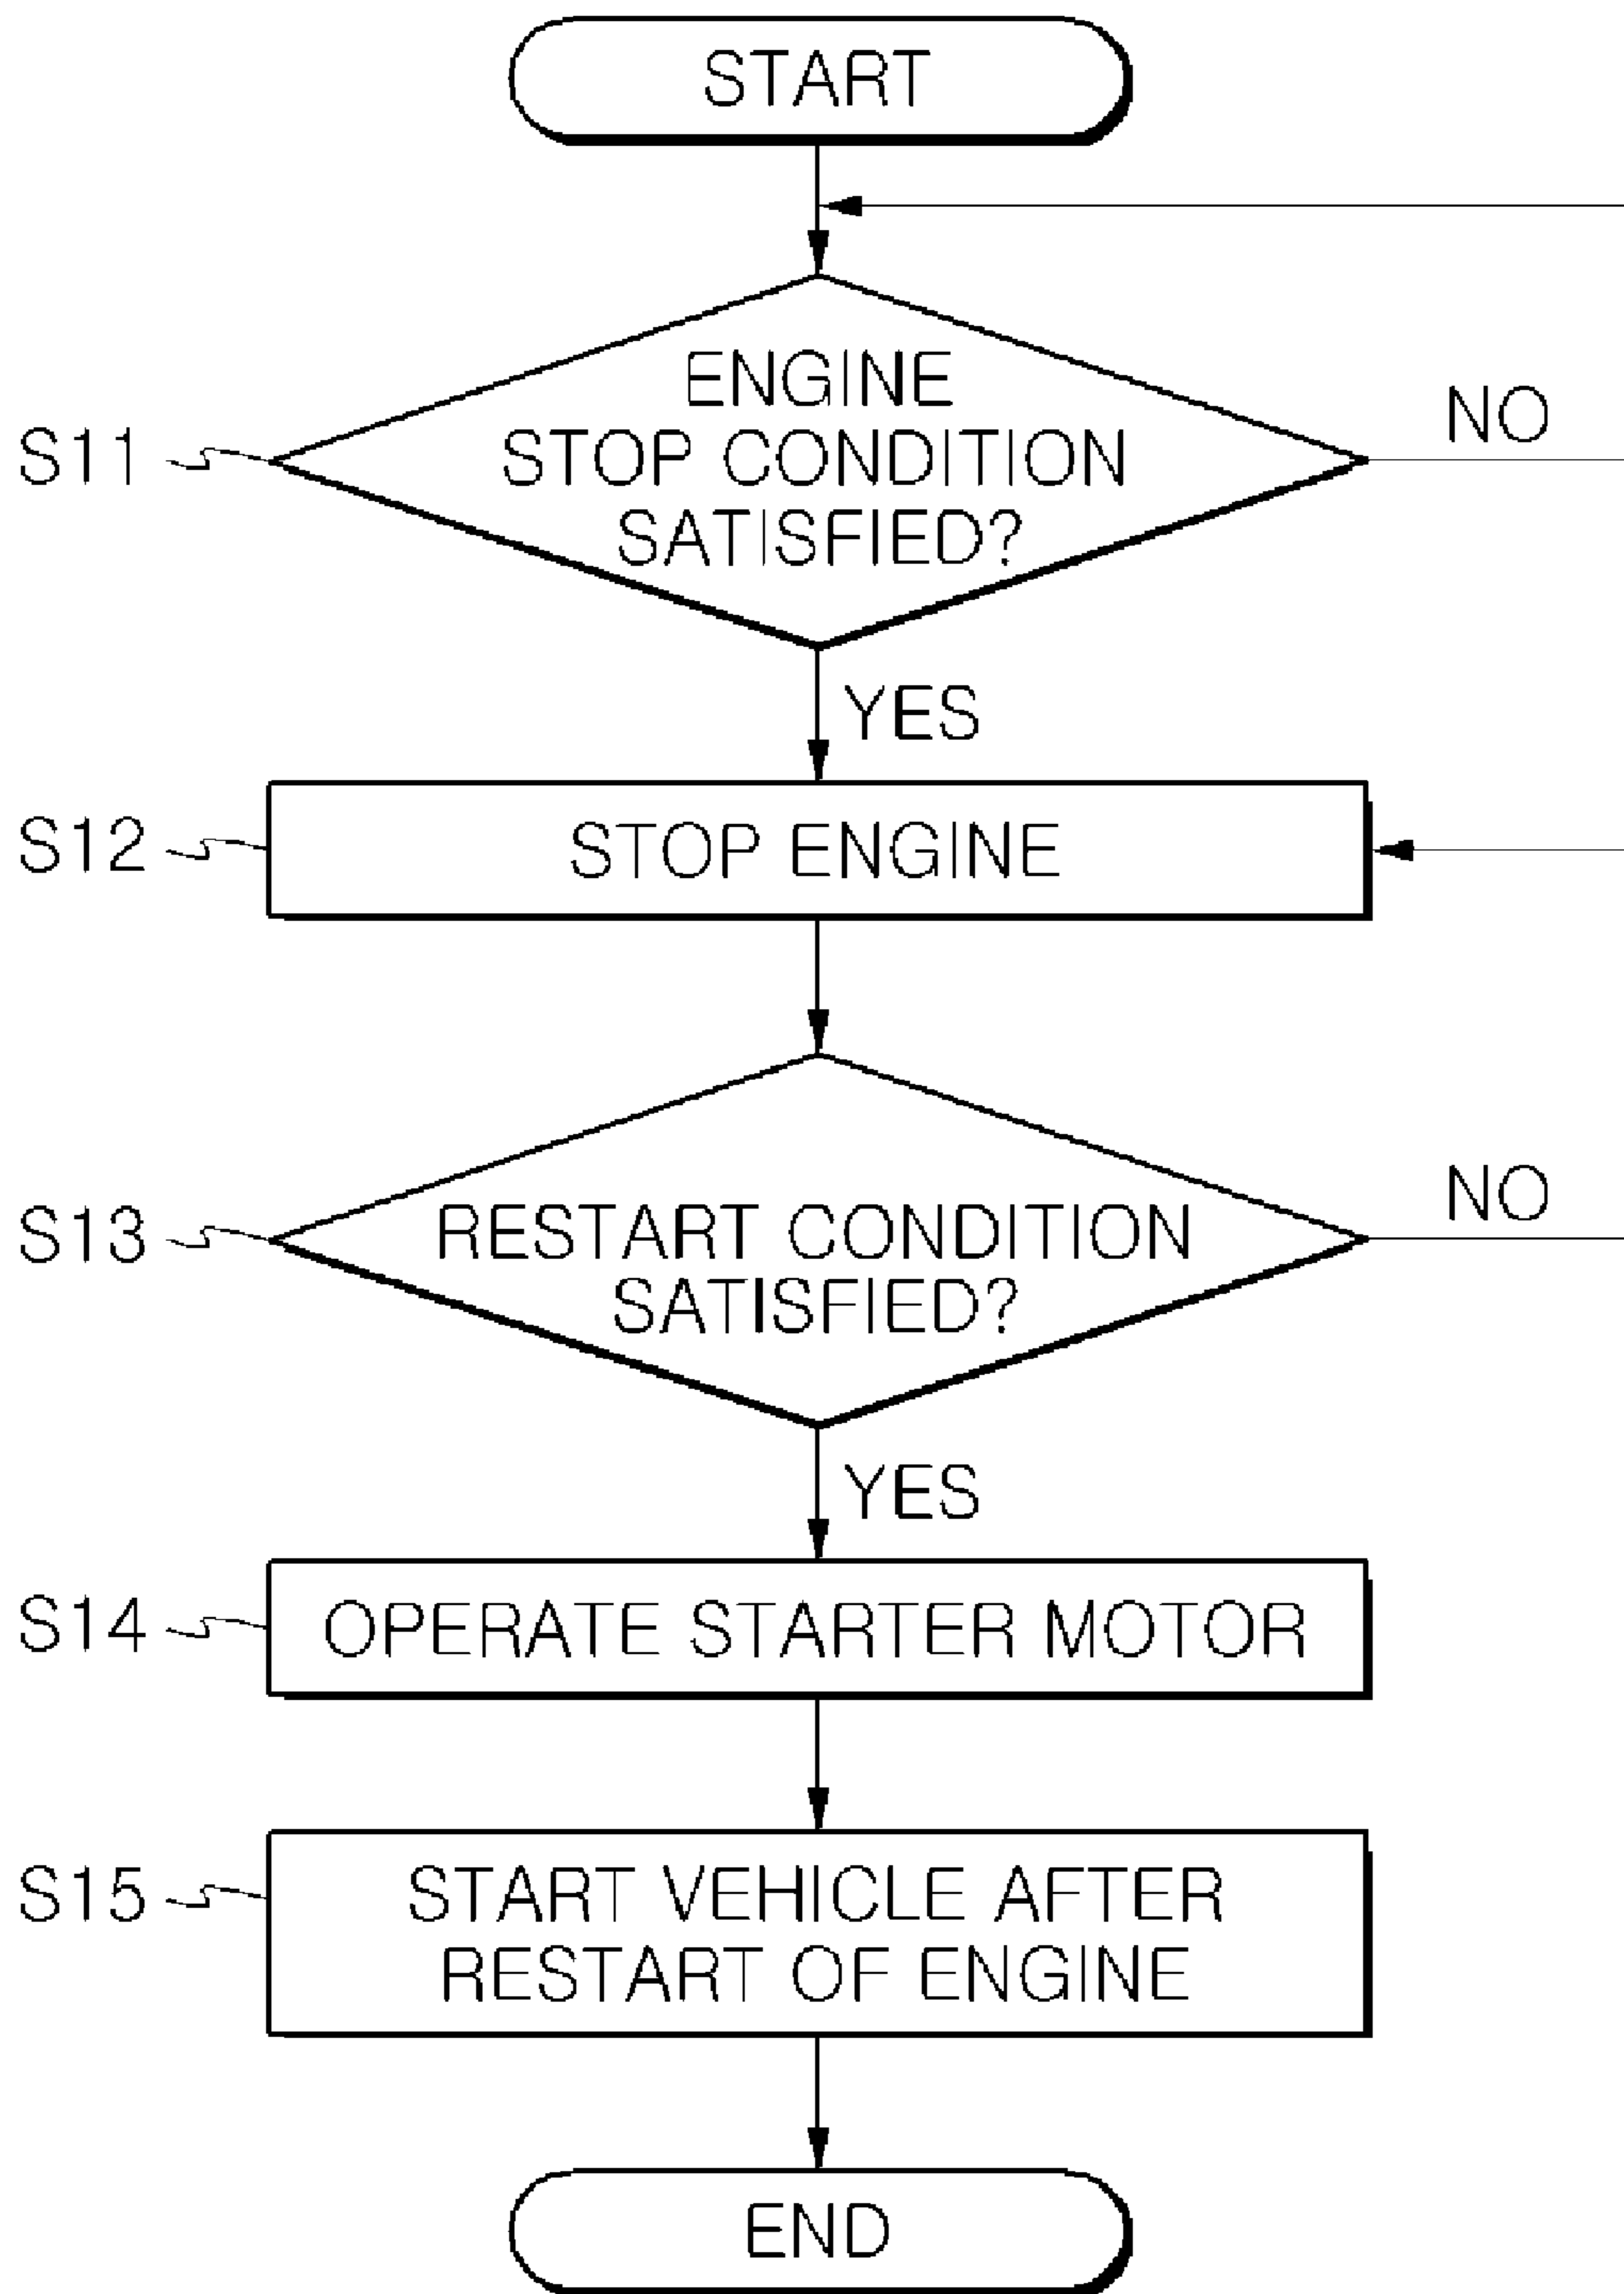 START
ENGINE
STOP CONDITION
SATISFIED?
S11
NO
YES
S12
STOP ENGINE
S13
RESTART CONDITION
SATISFIED?
NO
YES
S14
OPERATE STARTER MOTOR
S15
START VEHICLE AFTER
RESTART OF ENGINE
END